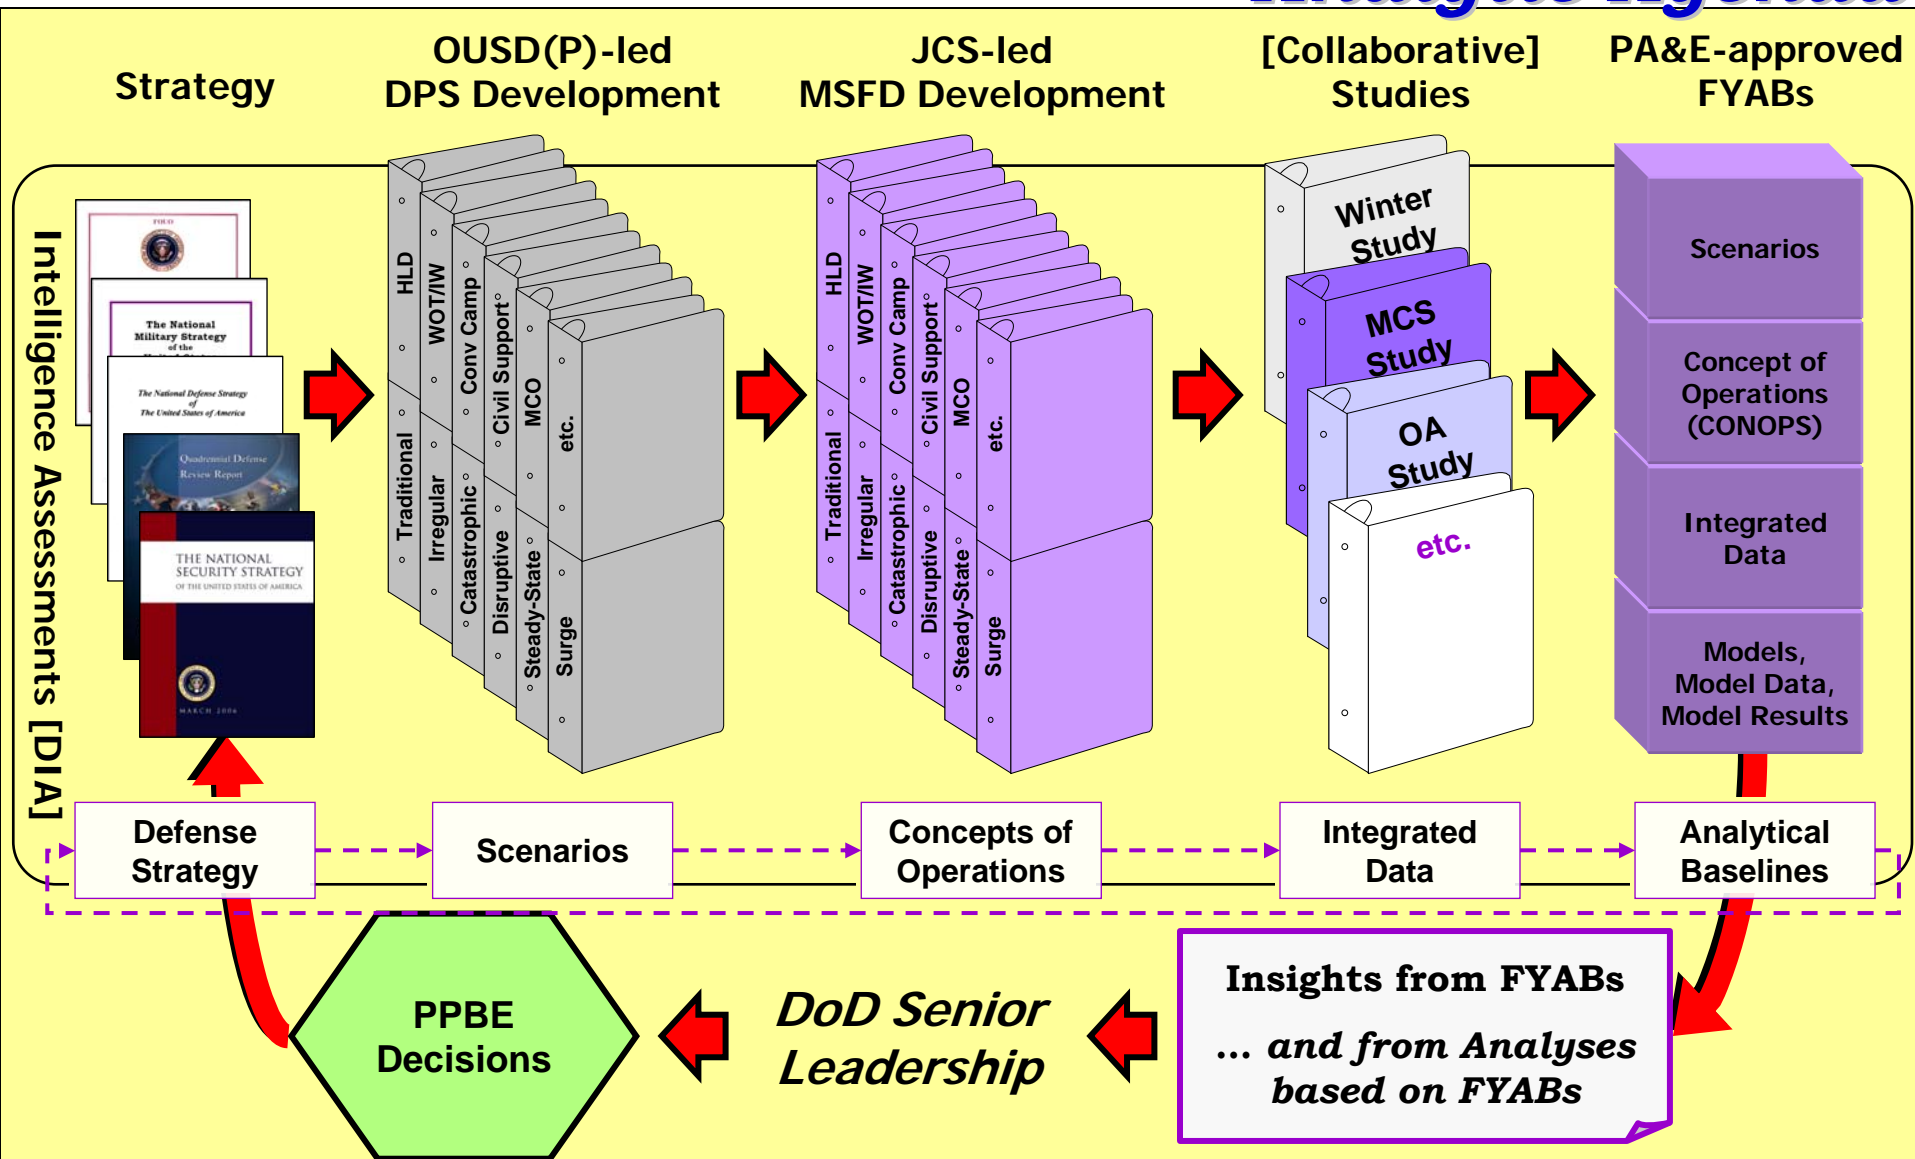 Strategy
OUSD(P)-led
DPS Development
JCS-led
MSFD Development
[Collaborative]
Studies
PA&E-approved
FYABs
Intelligence Assessments [DIA]
FOUO
The National
Military Strategy
of the
The National Defense Strategy
of
The United States of America
Quadrennial Defense
Review Report
THE NATIONAL
SECURITY STRATEGY
OF THE UNITED STATES OF AMERICA
MARCH 2006
HLD
Traditional
WOT/IW
Irregular
Conv Camp
Catastrophic
Civil Support
Disruptive
MCO
Steady-State
etc.
Surge
HLD
Traditional
WOT/IW
Irregular
Conv Camp
Catastrophic
Civil Support
Disruptive
MCO
Steady-State
etc.
Surge
Winter
Study
MCS
Study
OA
Study
etc.
Scenarios
Concept of
Operations
(CONOPS)
Integrated
Data
Models,
Model Data,
Model Results
Defense
Strategy
Scenarios
Concepts of
Operations
Integrated
Data
Analytical
Baselines
PPBE
Decisions
DoD Senior
Leadership
Insights from FYABs
... and from Analyses
based on FYABs